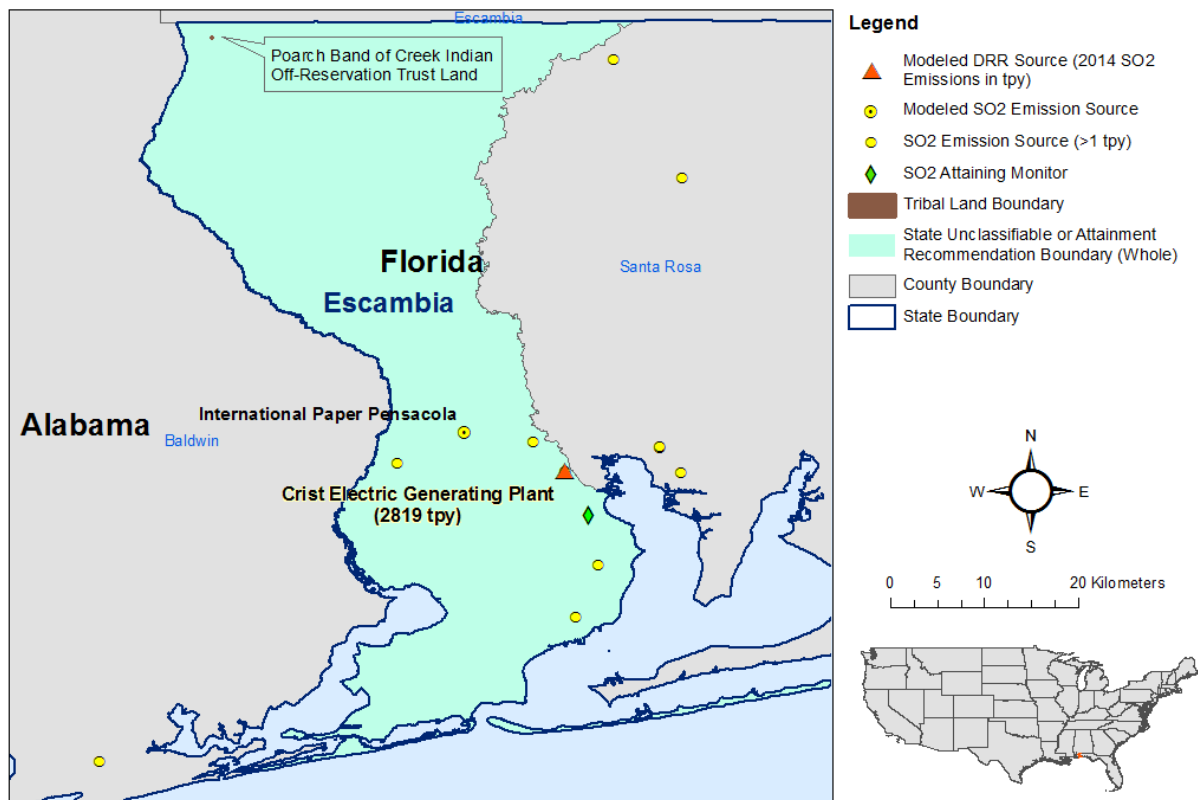 Escambia
Poarch Band of Creek Indian
Off-Reservation Trust Land
Florida
Escambia
Santa Rosa
Alabama
Baldwin
International Paper Pensacola
Crist Electric Generating Plant
(2819 tpy)
Legend
Modeled DRR Source (2014 SO2
Emissions in tpy)
Modeled SO2 Emission Source
SO2 Emission Source (>1 tpy)
SO2 Attaining Monitor
Tribal Land Boundary
State Unclassifiable or Attainment
Recommendation Boundary (Whole)
County Boundary
State Boundary
N
W E
S
0 5 10 20 Kilometers